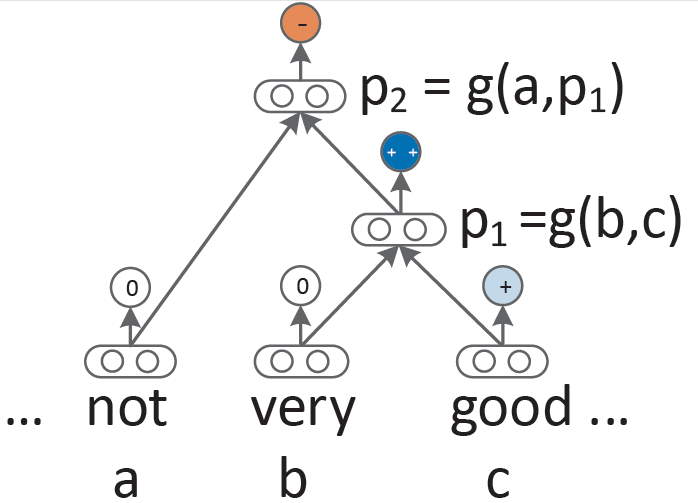 -
p₂ = g(a,p₁)
+ +
p₁ =g(b,c)
0 0 +
... not very good ...
a b c